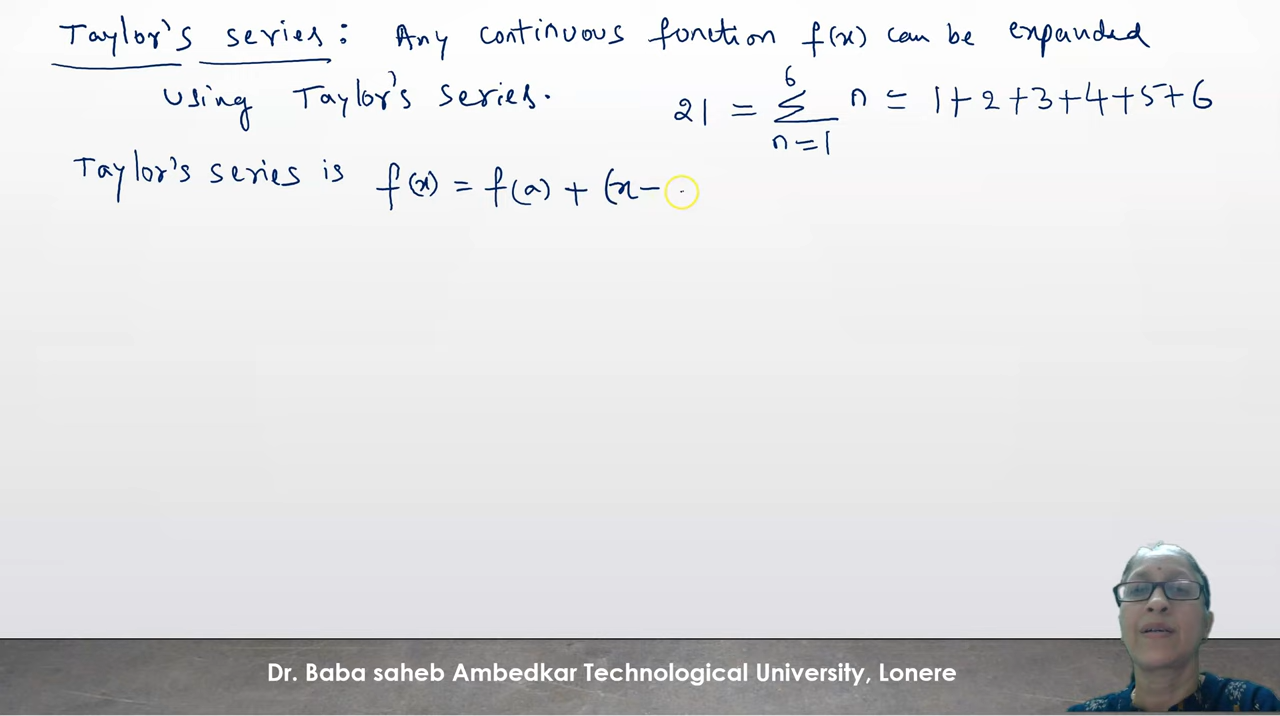 Taylor's series: Any continuous function f(x) can be expanded
using Taylor's series. 21 = 6 Σ n=1 n = 1+2+3+4+5+6
Taylor's series is f(x) = f(a) + (x-
Dr. Baba saheb Ambedkar Technological University, Lonere